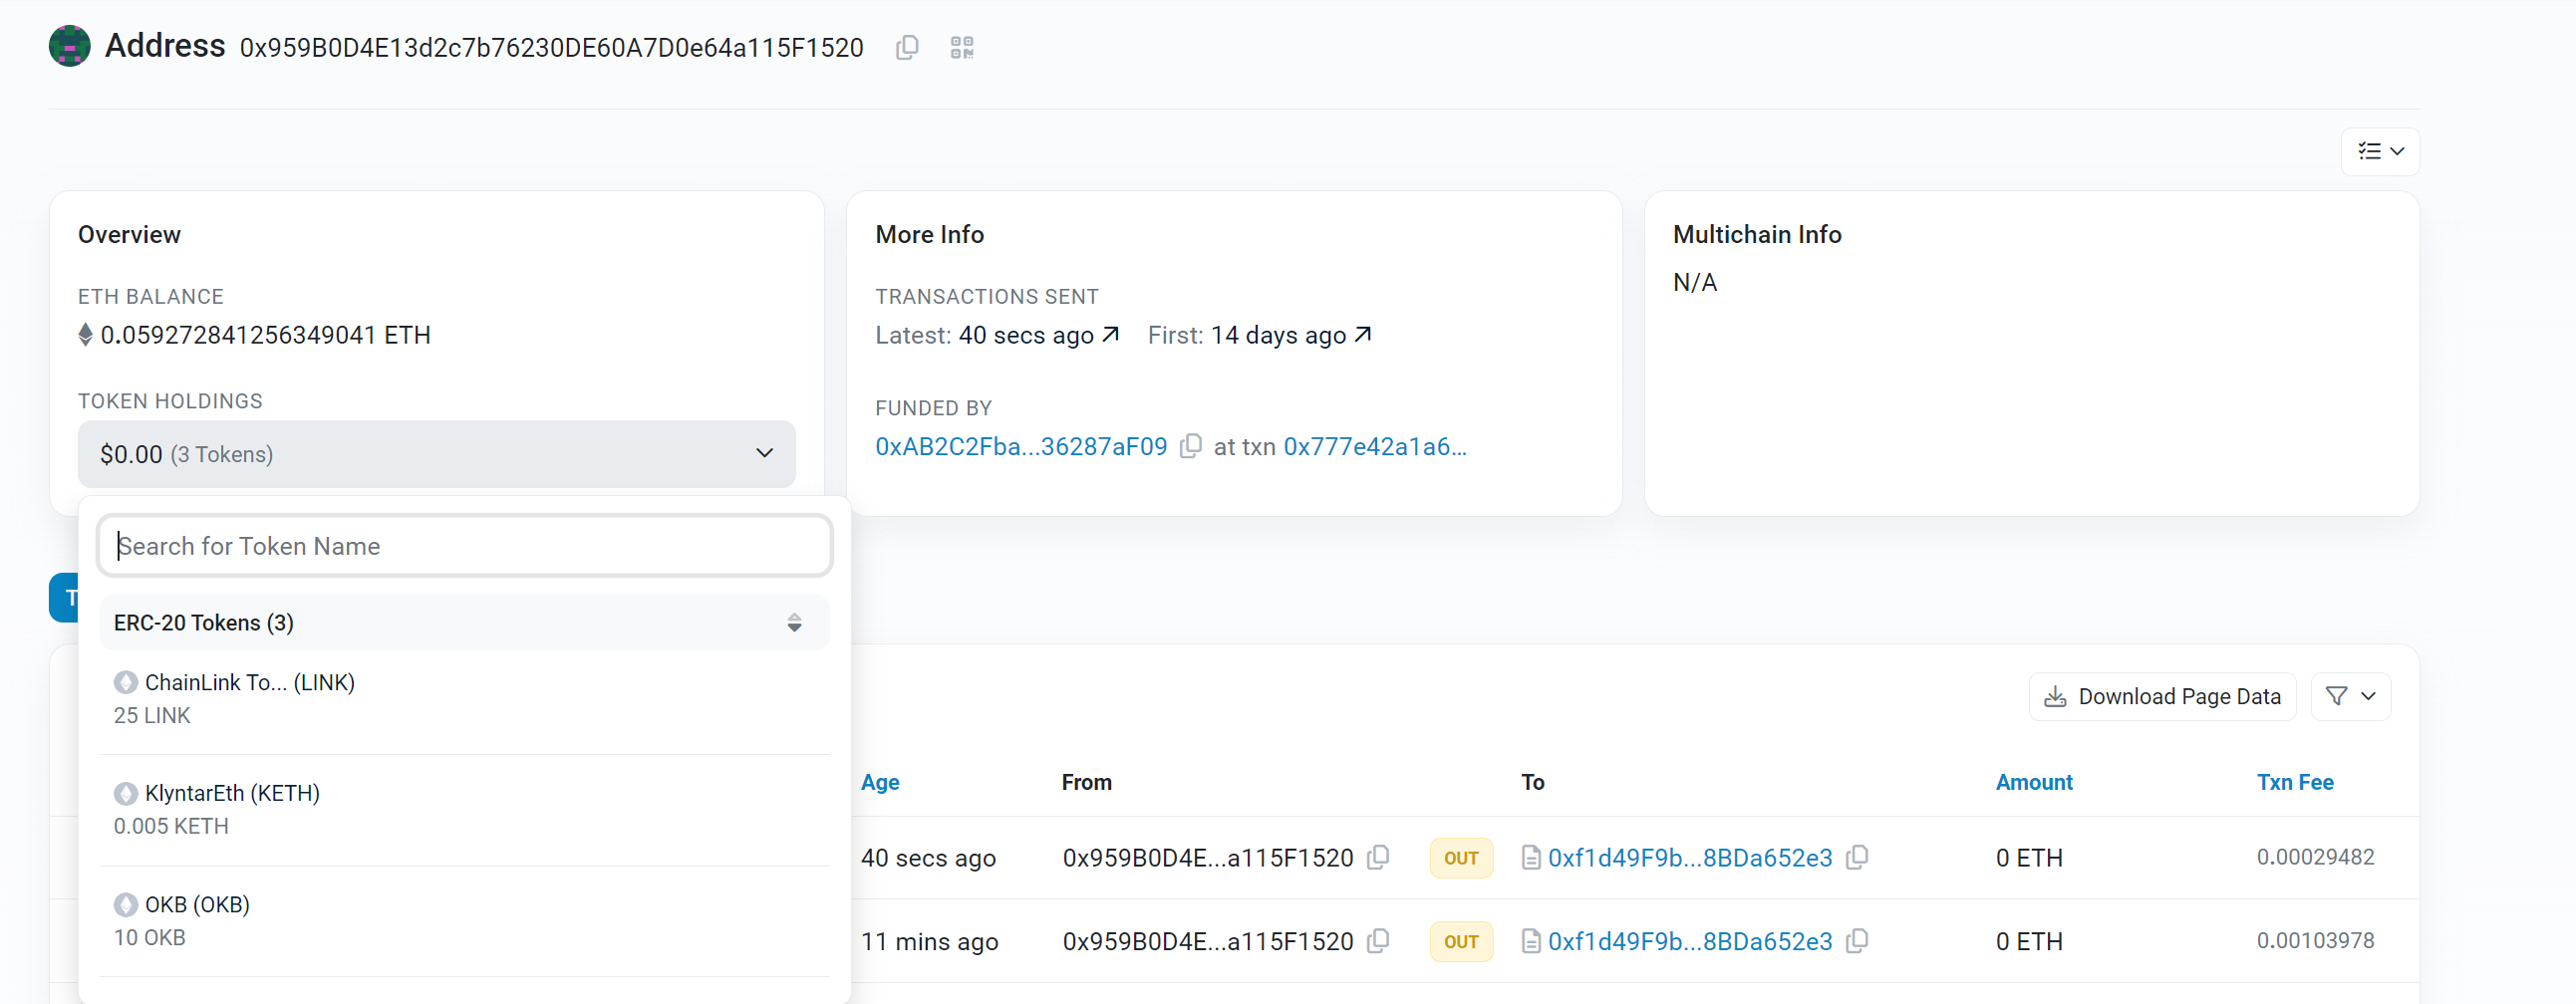 Address 0x959B0D4E13d2c7b76230DE60A7D0e64a115F1520
Overview
ETH BALANCE
0.059272841256349041 ETH
TOKEN HOLDINGS
$0.00 (3 Tokens)
Search for Token Name
ERC-20 Tokens (3)
ChainLink To... (LINK)
25 LINK
KlyntarEth (KETH)
0.005 KETH
OKB (OKB)
10 OKB
More Info
TRANSACTIONS SENT
Latest: 40 secs ago First: 14 days ago
FUNDED BY
0xAB2C2Fba...36287aF09 at txn 0x777e42a1a6...
Multichain Info
N/A
T
Download Page Data
Age From To Amount Txn Fee
40 secs ago 0x959B0D4E...a115F1520 OUT 0xf1d49F9b...8BDa652e3 0 ETH 0.00029482
11 mins ago 0x959B0D4E...a115F1520 OUT 0xf1d49F9b...8BDa652e3 0 ETH 0.00103978